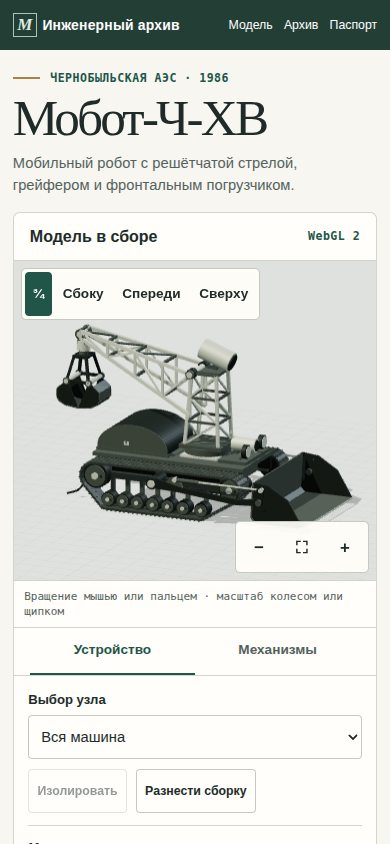 М Инженерный архив
Модель Архив Паспорт
ЧЕРНОБЫЛЬСКАЯ АЭС · 1986
Мобот-Ч-ХВ
Мобильный робот с решётчатой стрелой,
грейфером и фронтальным погрузчиком.
Модель в сборе
WebGL 2
¾ Сбоку Спереди Сверху
− +
Вращение мышью или пальцем · масштаб колесом или
щипком
Устройство Механизмы
Выбор узла
Вся машина
Изолировать Разнести сборку